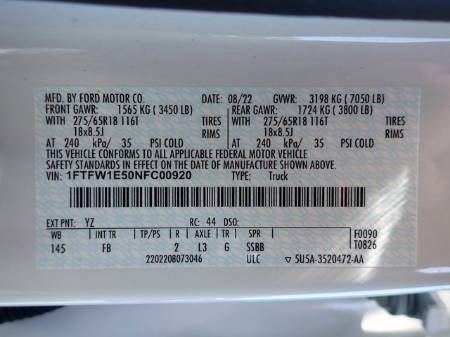 MFD. BY FORD MOTOR CO. 08/22 GVWR: 3198 KG ( 7050 LB)
FRONT GAWR: 1565 KG ( 3450 LB) REAR GAWR: 1724 KG ( 3800 LB)
WITH 275/65R18 116T TIRES WITH 275/65R18 116T TIRES
18x8.5J RIMS 18x8.5J RIMS
AT 240 kPa/ 35 PSI COLD AT 240 kPa/ 35 PSI COLD
THIS VEHICLE CONFORMS TO ALL APPLICABLE FEDERAL MOTOR VEHICLE
SAFETY STANDARDS IN EFFECT ON THE DATE OF MANUFACTURE SHOWN ABOVE.
VIN: 1FTFW1E50NFC00920 TYPE: Truck
EXT PNT: YZ RC: 44 DSO: F0090
WB INT TR TP/PS R AXLE TR SPR T0826
145 FB 2 L3 G SSBB
2202208073046 ULC ▽ 5U5A-3520472-AA